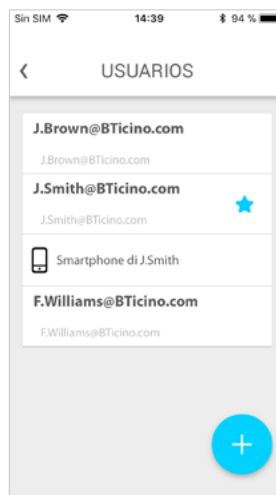 Sin SIM 14:39 94 %
USUARIOS
J.Brown@BTicino.com
J.Brown@BTicino.com
J.Smith@BTicino.com
J.Smith@BTicino.com
Smartphone di J.Smith
F.Williams@BTicino.com
F.Williams@BTicino.com